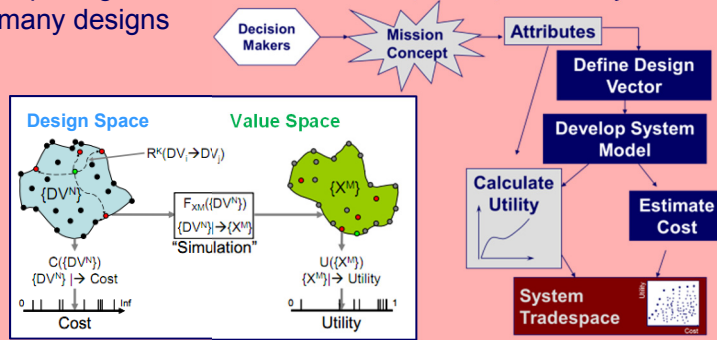 many designs
Decision
Makers
Mission
Concept
Attributes
Define Design
Vector
Develop System
Model
Calculate
Utility
Estimate
Cost
System
Tradespace
Utility
Cost
Design Space
Value Space
R^K(DV_i→DV_j)
{DV^N}
{X^M}
F_XM({DV^N})
{DV^N}|→{X^M}
"Simulation"
C({DV^N})
{DV^N} |→ Cost
U({X^M})
{X^M}|→ Utility
0 Inf
Cost
0 1
Utility